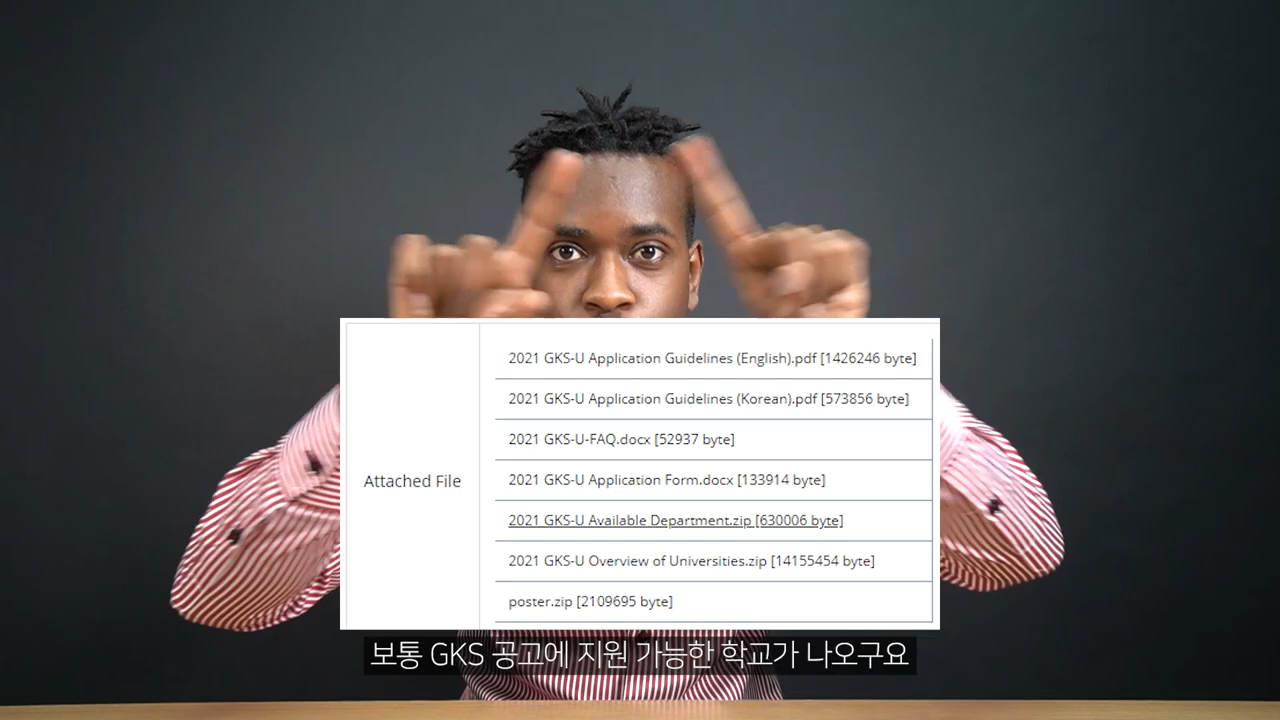 2021 GKS-U Application Guidelines (English).pdf [1426246 byte]
2021 GKS-U Application Guidelines (Korean).pdf [573856 byte]
2021 GKS-U-FAQ.docx [52937 byte]
Attached File
2021 GKS-U Application Form.docx [133914 byte]
2021 GKS-U Available Department.zip [630006 byte]
2021 GKS-U Overview of Universities.zip [14155454 byte]
poster.zip [2109695 byte]
보통 GKS 공고에 지원 가능한 학교가 나오구요